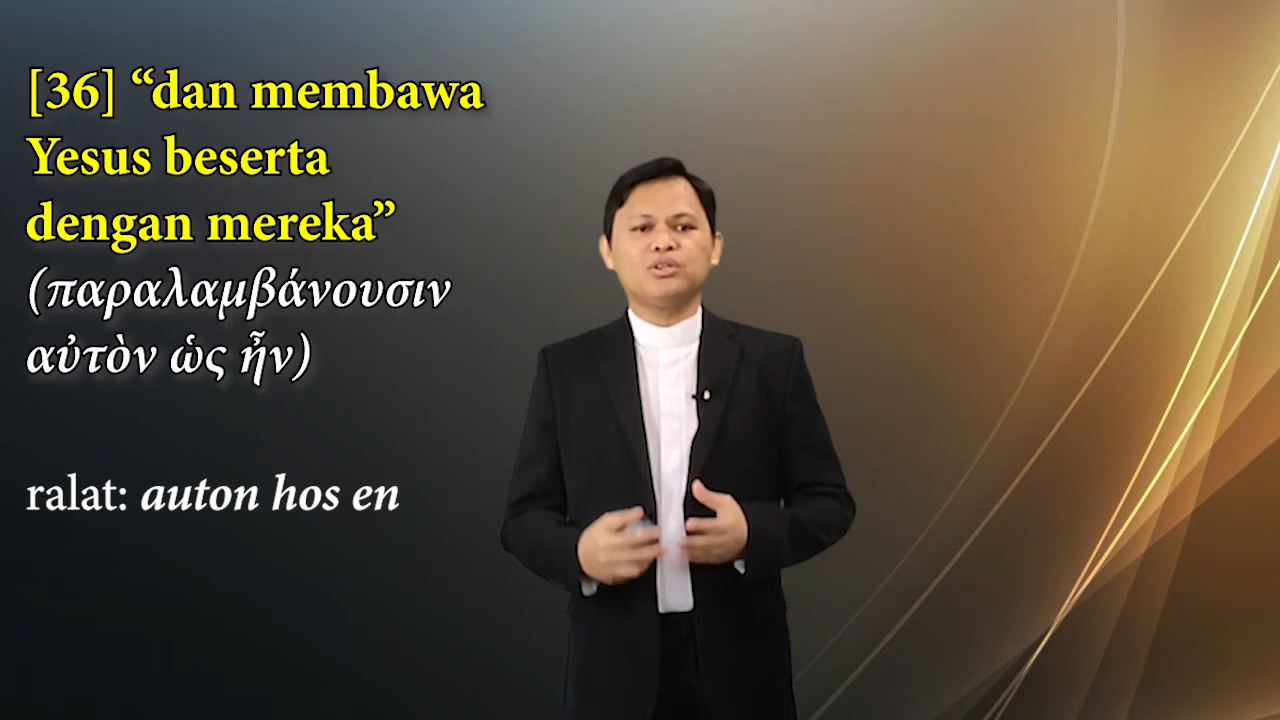 [36] “dan membawa
Yesus beserta
dengan mereka”
(παραλαμβάνουσιν
αὐτὸν ὡς ἦν)
ralat: auton hos en